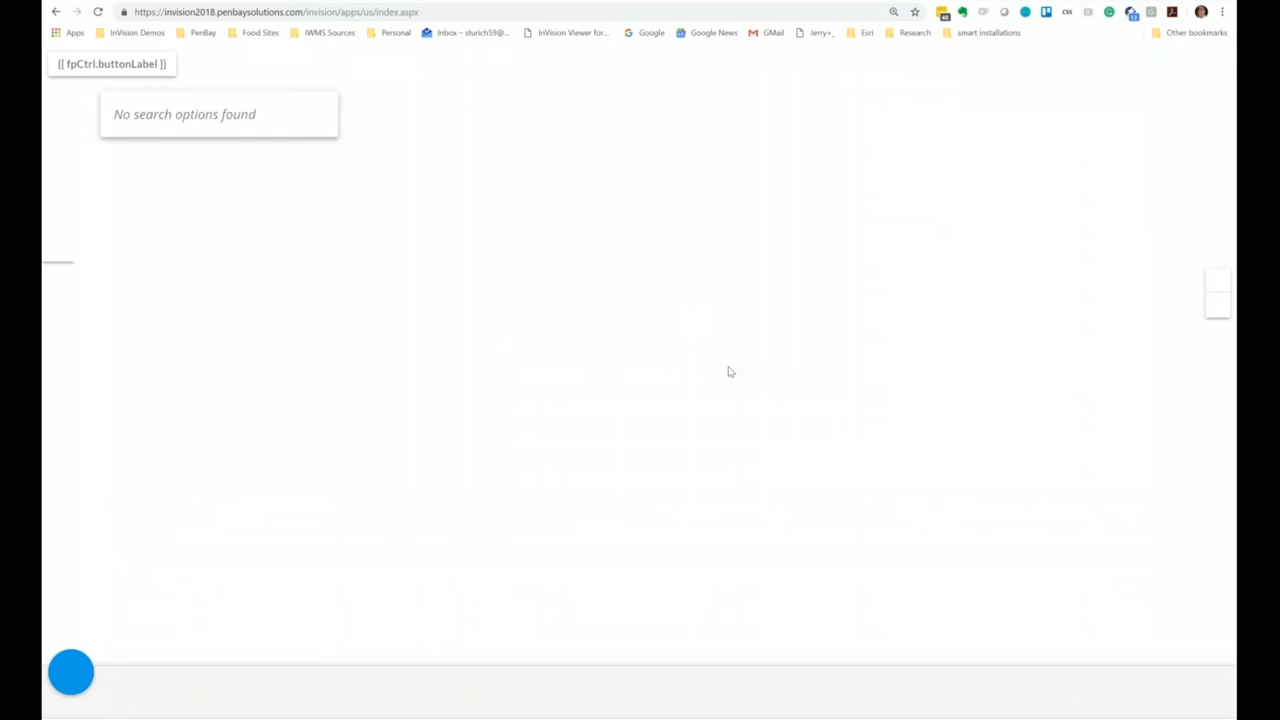 https://invision2018.penbaysolutions.com/invision/apps/us/index.aspx
Apps InVision Demos PenBay Food Sites IWMS Sources Personal Inbox – sturich59@... InVision Viewer for... Google Google News GMail Jerry+_ Esri Research smart installations Other bookmarks
{{ fpCtrl.buttonLabel }}
No search options found